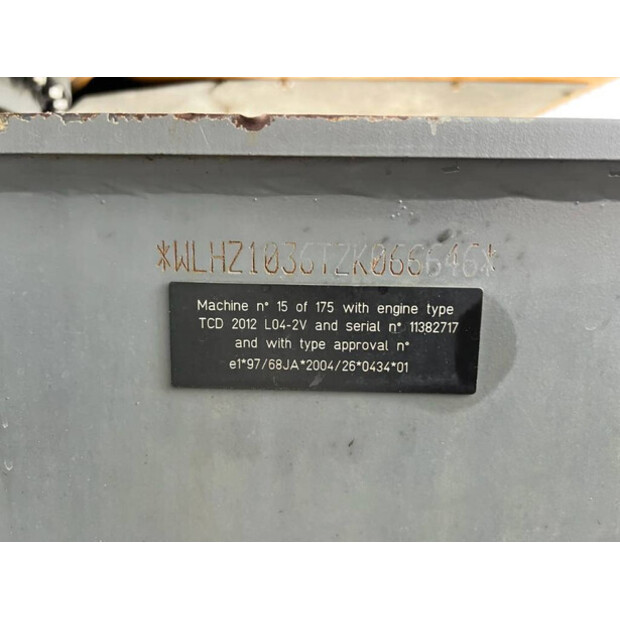 *WLHZ1036TZK066646*
Machine n° 15 of 175 with engine type
TCD 2012 L04-2V and serial n° 11382717
and with type approval n°
e1*97/68JA*2004/26*0434*01